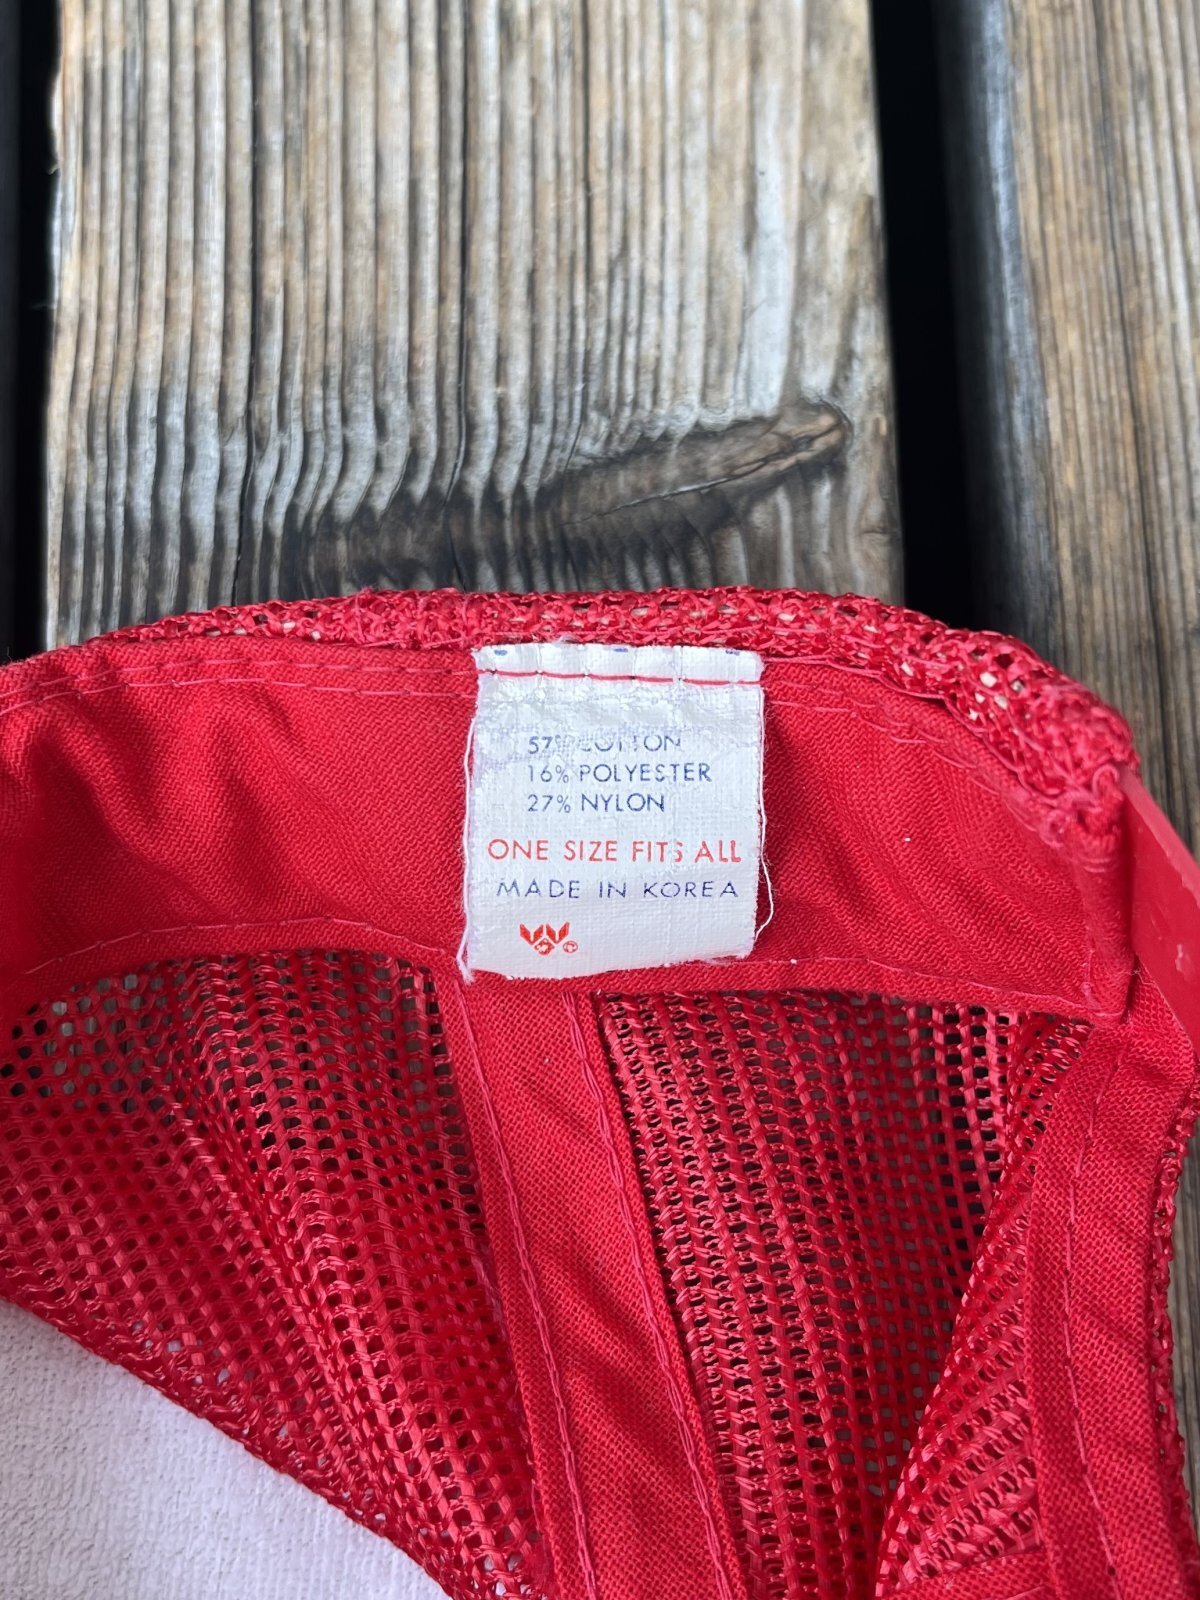 57% COTTON
16% POLYESTER
27% NYLON
ONE SIZE FITS ALL
MADE IN KOREA